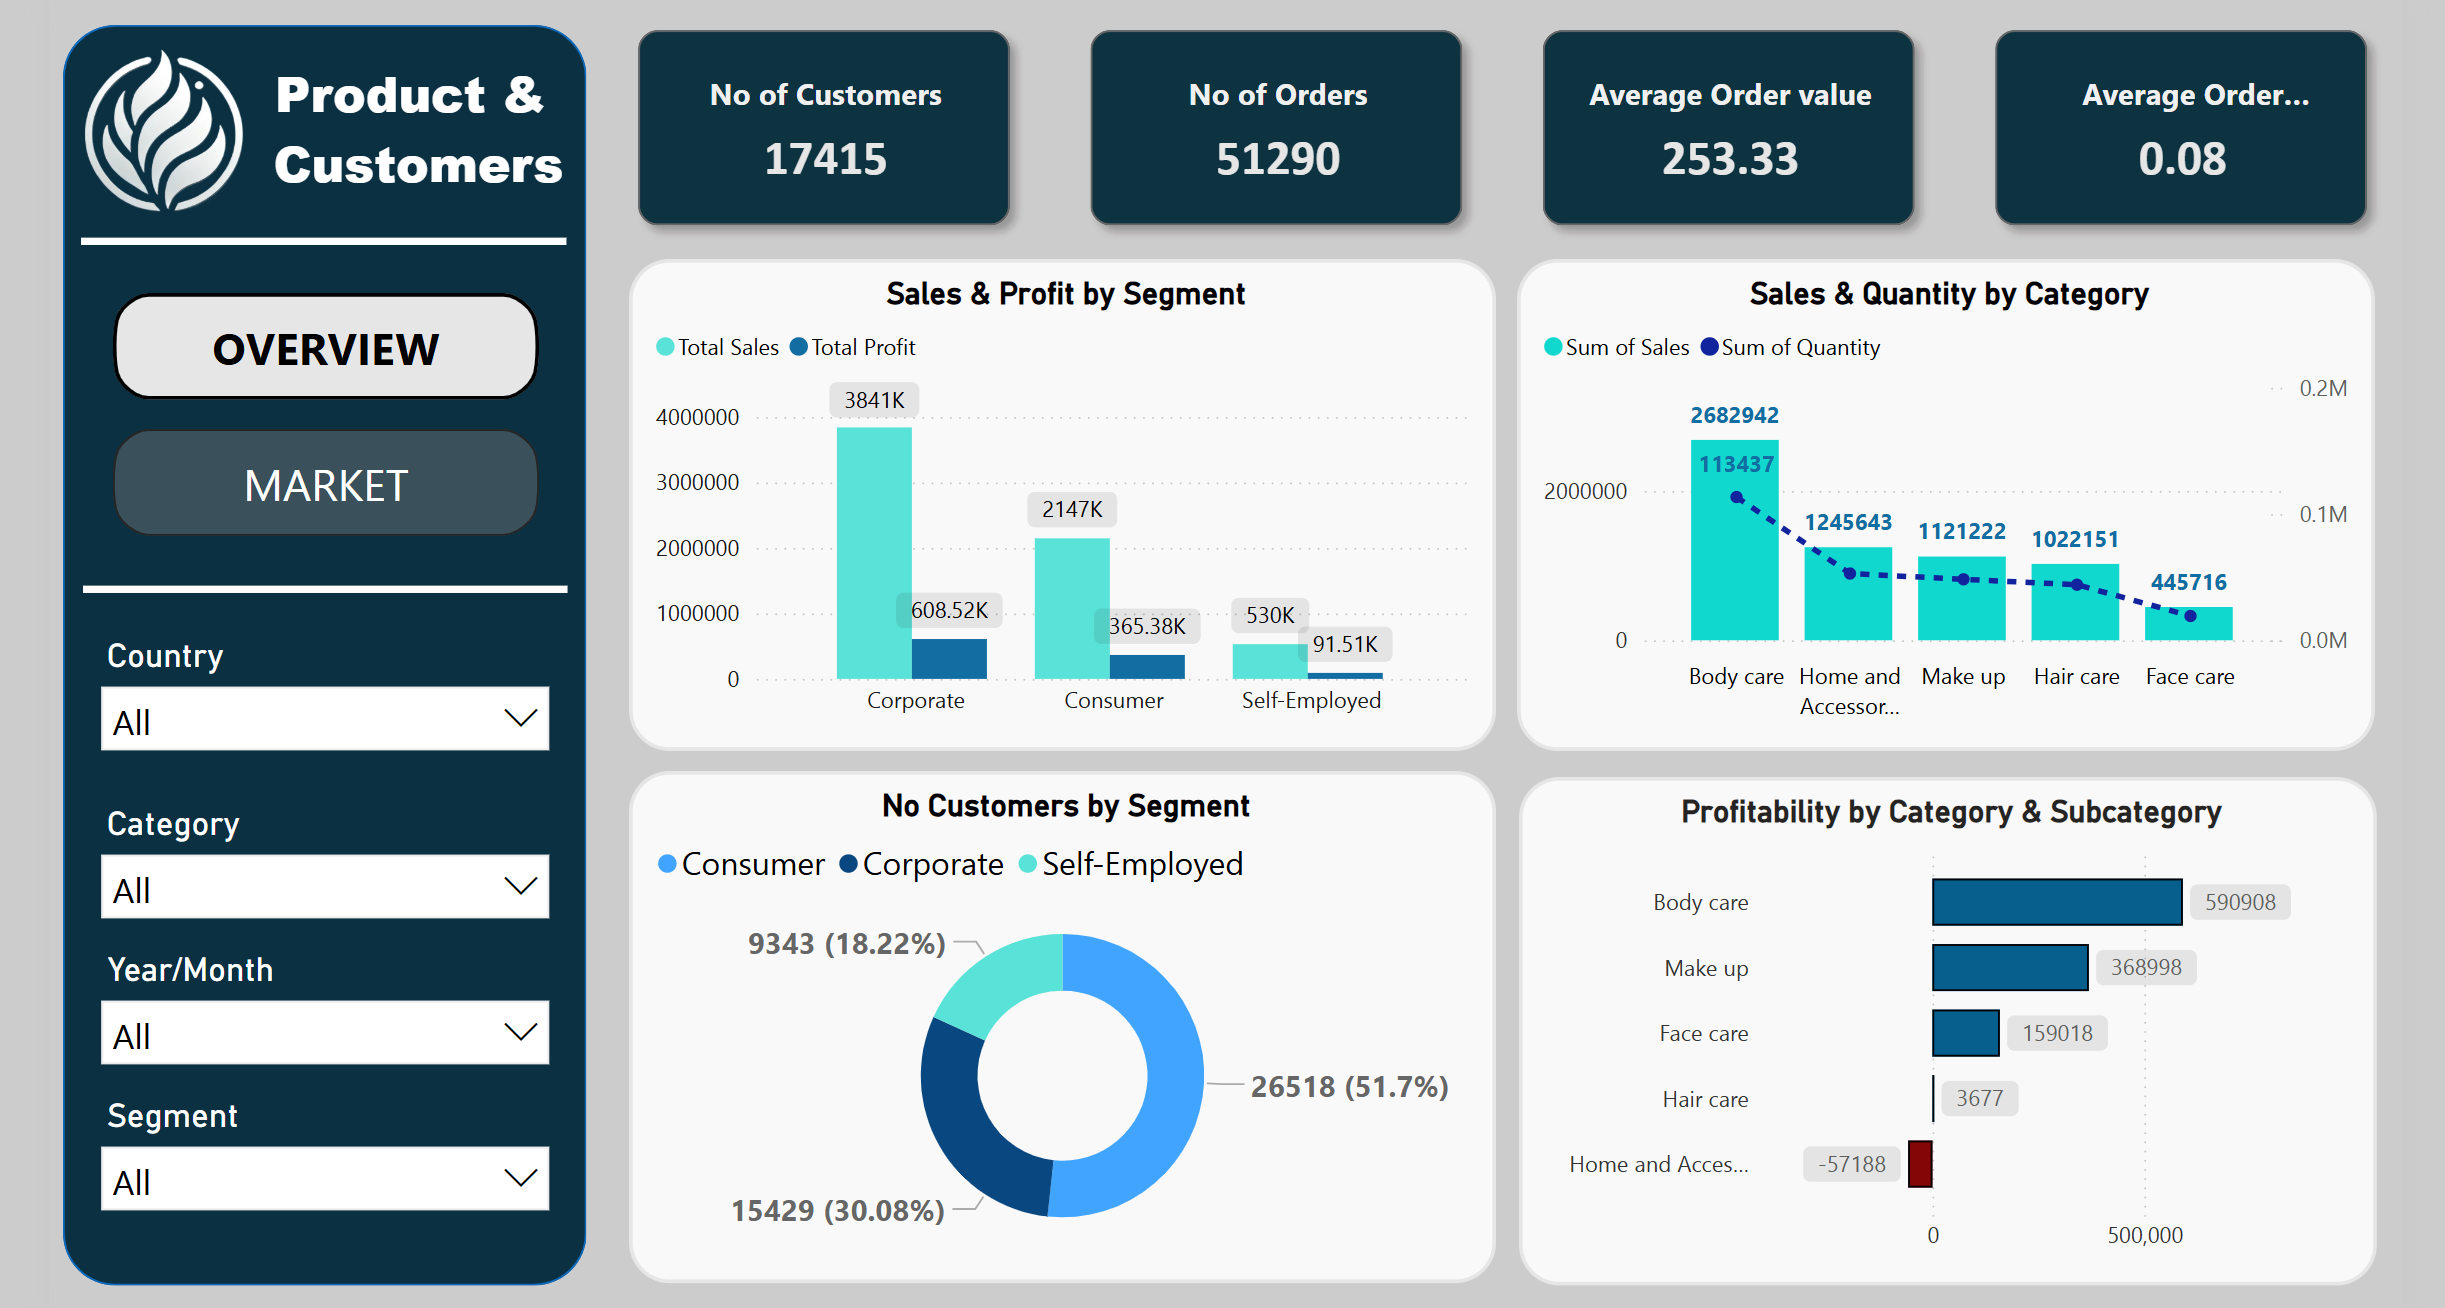 Product &
Customers
OVERVIEW
MARKET
Country
All
Category
All
Year/Month
All
Segment
All
No of Customers
17415
No of Orders
51290
Average Order value
253.33
Average Order...
0.08
Sales & Profit by Segment
Total Sales Total Profit
4000000
3000000
2000000
1000000
0
3841K
608.52K
2147K
365.38K
530K
91.51K
Corporate
Consumer
Self-Employed
Sales & Quantity by Category
Sum of Sales Sum of Quantity
2000000
0
0.2M
0.1M
0.0M
2682942
113437
1245643
1121222
1022151
445716
Body care
Home and
Accessor...
Make up
Hair care
Face care
No Customers by Segment
Consumer Corporate Self-Employed
9343 (18.22%)
26518 (51.7%)
15429 (30.08%)
Profitability by Category & Subcategory
Body care 590908
Make up 368998
Face care 159018
Hair care 3677
Home and Acces... -57188
0 500,000